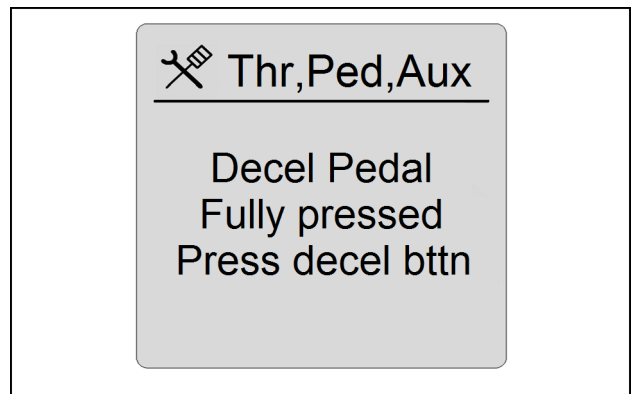 Thr,Ped,Aux
Decel Pedal
Fully pressed
Press decel bttn